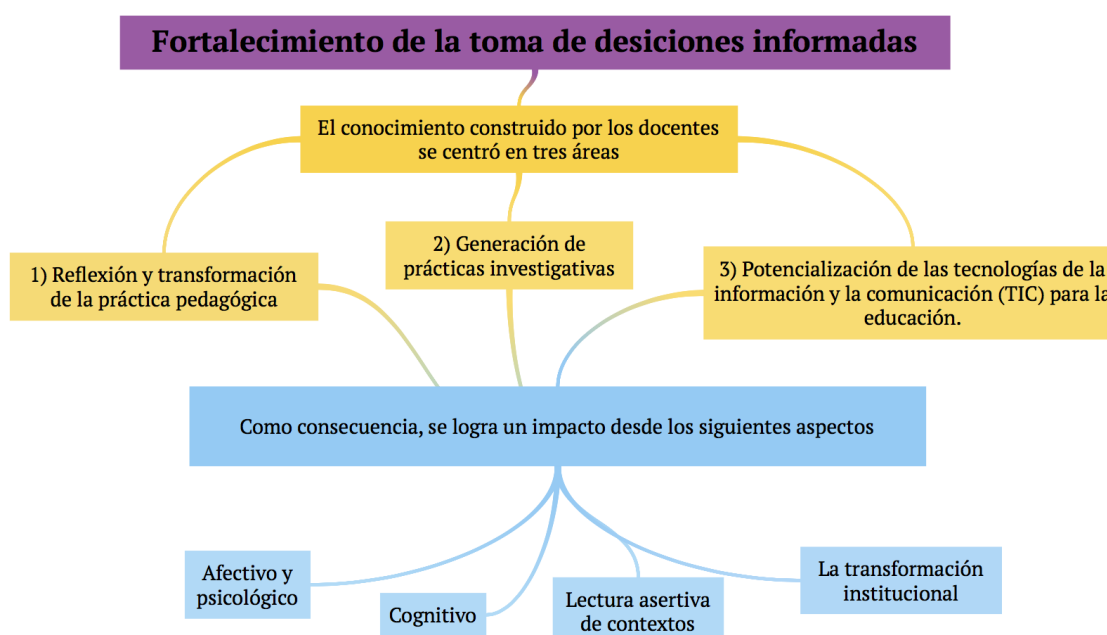 Fortalecimiento de la toma de desiciones informadas
El conocimiento construido por los docentes
se centró en tres áreas
1) Reflexión y transformación
de la práctica pedagógica
2) Generación de
prácticas investigativas
3) Potencialización de las tecnologías de la
información y la comunicación (TIC) para la
educación.
Como consecuencia, se logra un impacto desde los siguientes aspectos
Afectivo y
psicológico
Cognitivo
Lectura asertiva
de contextos
La transformación
institucional